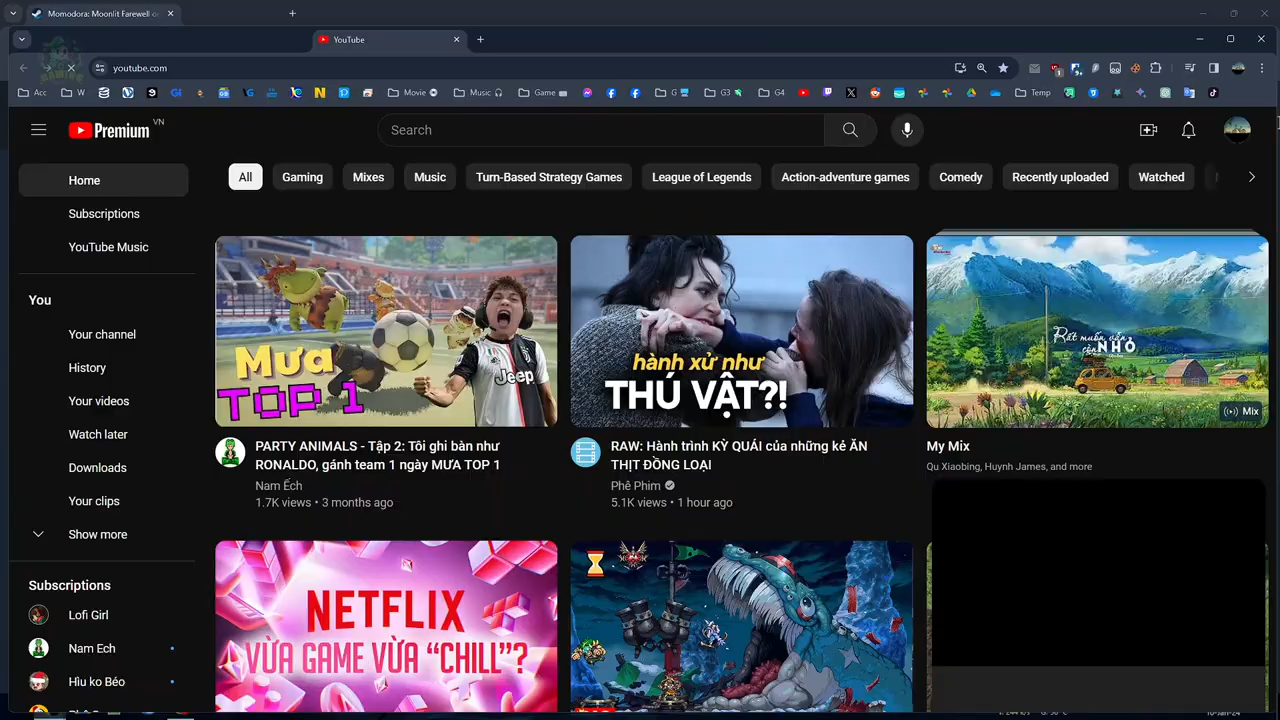 Momodora: Moonlit Farewell o
YouTube
youtube.com
Acc
W
Movie
Music
Game
G
G3
G4
Temp
Premium VN
Search
Home
Subscriptions
YouTube Music
You
Your channel
History
Your videos
Watch later
Downloads
Your clips
Show more
Subscriptions
Lofi Girl
Nam Ech
Hiu ko Béo
All
Gaming
Mixes
Music
Turn-Based Strategy Games
League of Legends
Action-adventure games
Comedy
Recently uploaded
Watched
Mưa
TOP 1
Jeep
PARTY ANIMALS - Tập 2: Tôi ghi bàn như
RONALDO, gánh team 1 ngày MƯA TOP 1
Nam Ếch
1.7K views • 3 months ago
hành xử như
THÚ VẬT?!
RAW: Hành trình KỲ QUÁI của những kẻ ĂN
THỊT ĐỒNG LOẠI
Phê Phim
5.1K views • 1 hour ago
Mix
My Mix
Qu Xiaobing, Huynh James, and more
NETFLIX
VỪA GAME VỪA “CHILL”?